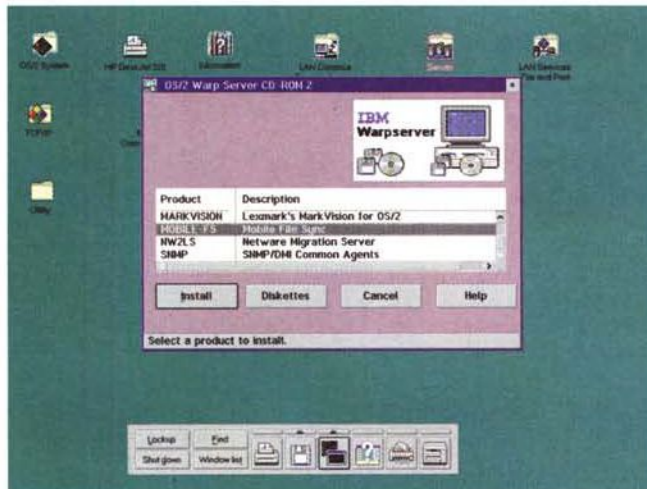 OS/2 System
HP DeskJet 520
Information
LAN Console
LAN Services
File and Print
TCP/IP
Utility
OS/2 Warp Server CD-ROM 2
IBM
Warpserver
Product Description
MARKVISION Lexmark's MarkVision for OS/2
MOBILE-FS Mobile File Sync
NW2LS Netware Migration Server
SNMP SNMP/DMI Common Agents
Install Diskettes Cancel Help
Select a product to install.
Lockup Find
Shut down Window list